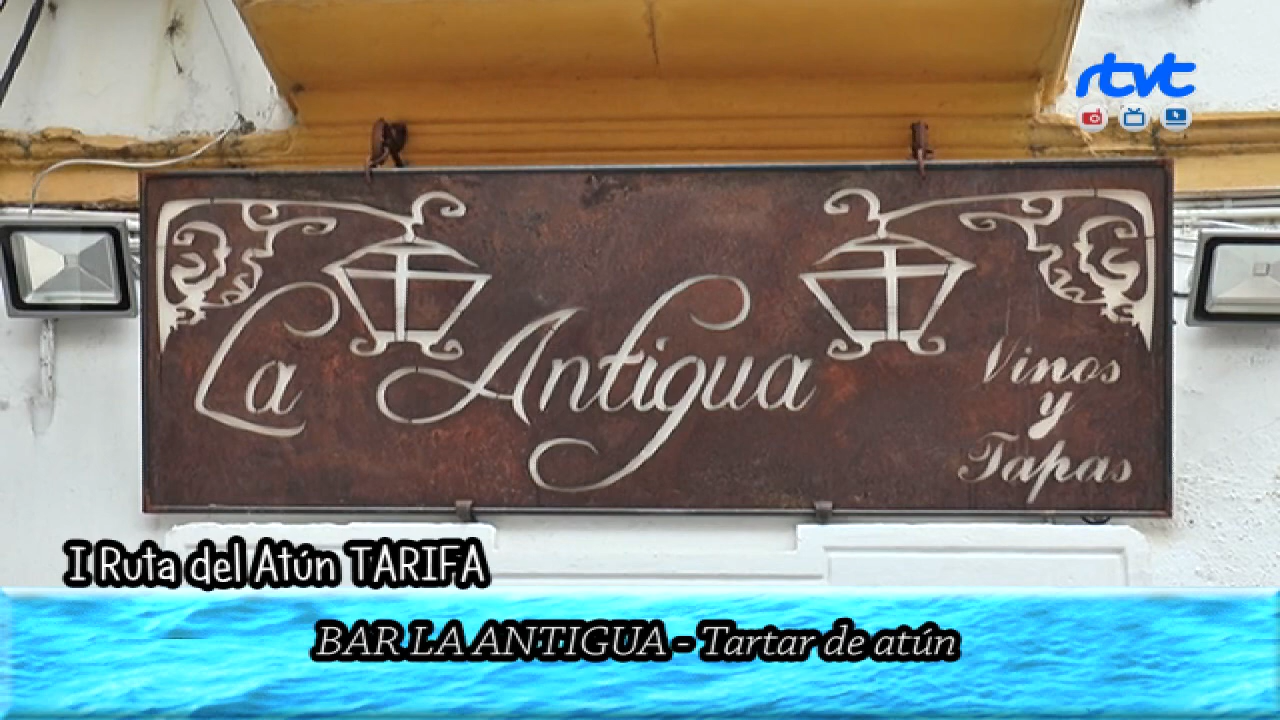 rtvt
La Antigua
Vinos
y
Tapas
I Ruta del Atún TARIFA
BAR LA ANTIGUA - Tartar de atún